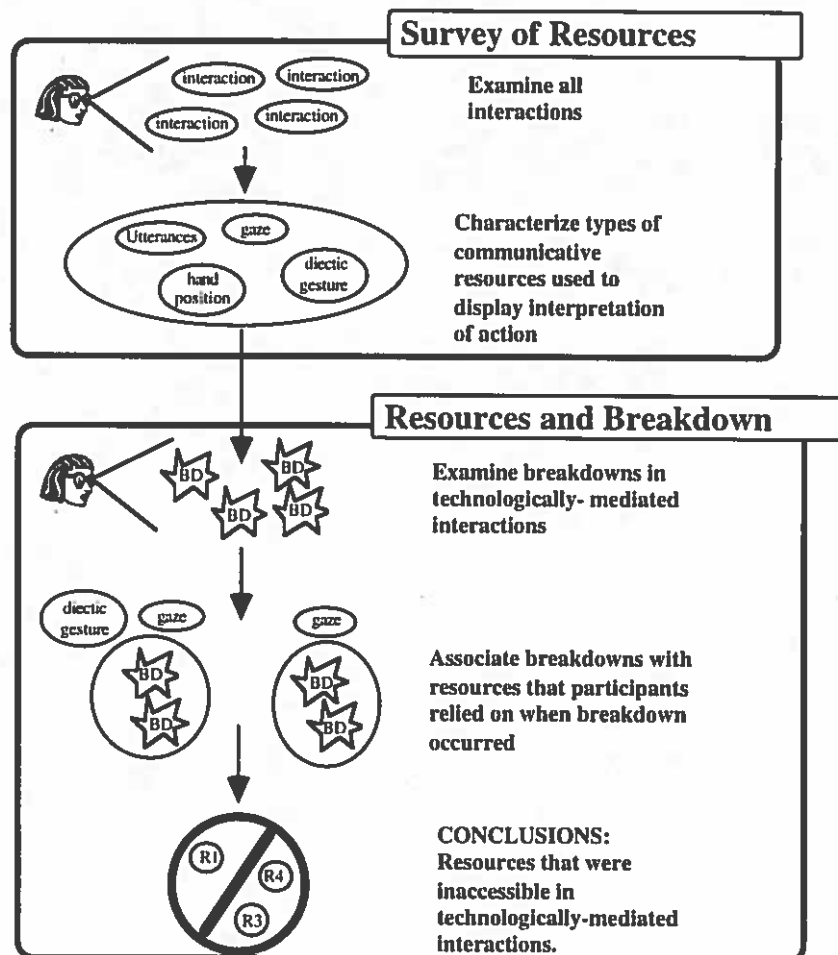 Survey of Resources
interaction
interaction
interaction
interaction
Examine all
interactions
Utterances
gaze
hand
position
diectic
gesture
Characterize types of
communicative
resources used to
display interpretation
of action
Resources and Breakdown
BD
BD
BD
BD
Examine breakdowns in
technologically- mediated
interactions
diectic
gesture
gaze
BD
BD
gaze
BD
BD
Associate breakdowns with
resources that participants
relied on when breakdown
occurred
R1
R4
R3
CONCLUSIONS:
Resources that were
inaccessible in
technologically-mediated
interactions.